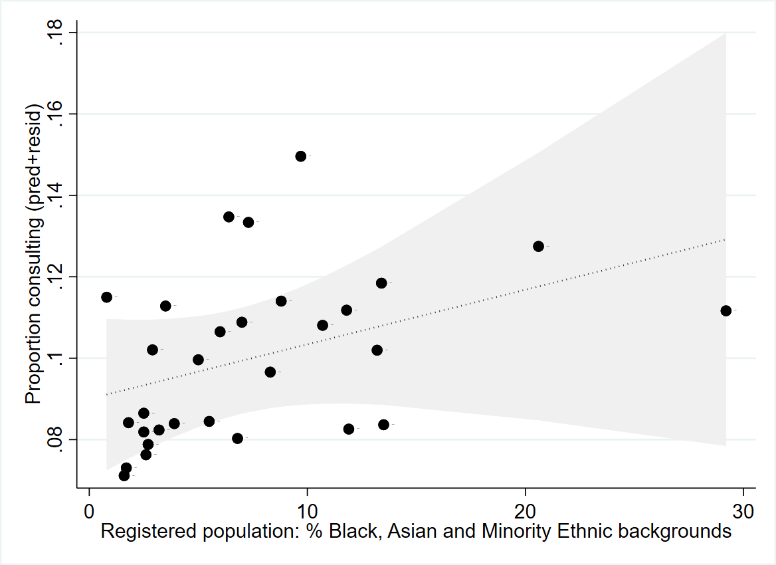 .18
.16
.14
.12
.1
.08
Proportion consulting (pred+resid)
0 10 20 30
Registered population: % Black, Asian and Minority Ethnic backgrounds